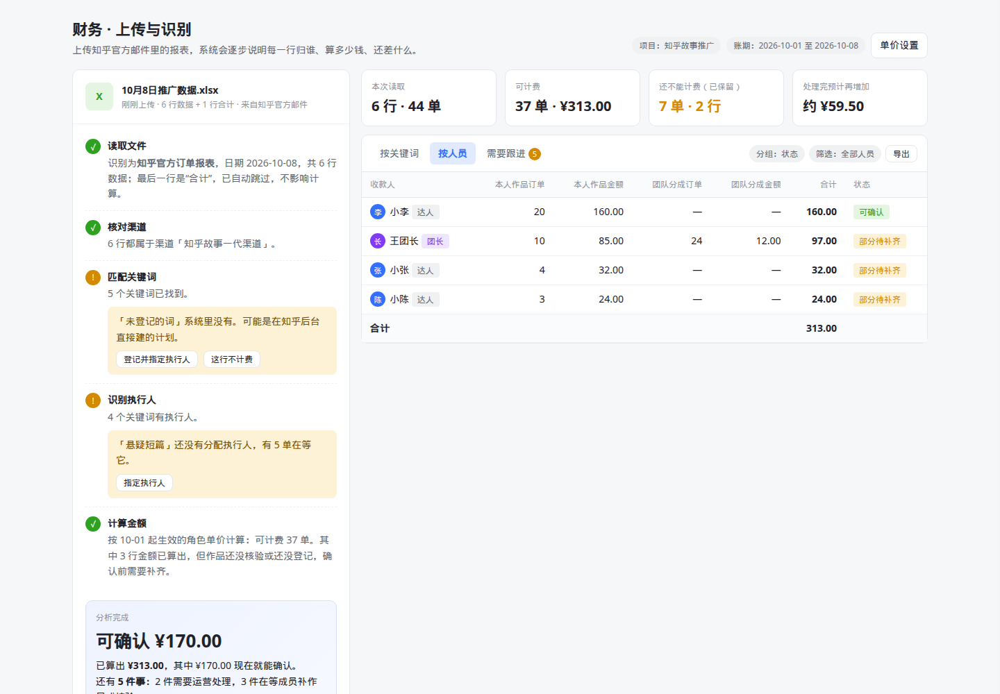 财务 · 上传与识别
上传知乎官方邮件里的报表，系统会逐步说明每一行归谁、算多少钱、还差什么。
项目：知乎故事推广
账期：2026-10-01 至 2026-10-08
单价设置
X
10月8日推广数据.xlsx
刚刚上传 · 6 行数据 + 1 行合计 · 来自知乎官方邮件
√
读取文件
识别为知乎官方订单报表，日期 2026-10-08，共 6 行
数据；最后一行是“合计”，已自动跳过，不影响计
算。
√
核对渠道
6 行都属于渠道「知乎故事一代渠道」。
!
匹配关键词
5 个关键词已找到。
「未登记的词」系统里没有。可能是在知乎后台
直接建的计划。
登记并指定执行人
这行不计费
!
识别执行人
4 个关键词有执行人。
「悬疑短篇」还没有分配执行人，有 5 单在等
它。
指定执行人
√
计算金额
按 10-01 起生效的角色单价计算：可计费 37 单。其
中 3 行金额已算出，但作品还没核验或还没登记，确
认前需要补齐。
分析完成
可确认 ¥170.00
已算出 ¥313.00，其中 ¥170.00 现在就能确认。
还有 5 件事：2 件需要运营处理，3 件在等成员补作
本次读取
6 行 · 44 单
可计费
37 单 · ¥313.00
还不能计费（已保留）
7 单 · 2 行
处理完预计再增加
约 ¥59.50
按关键词
按人员
需要跟进 5
分组：状态
筛选：全部人员
导出
收款人 本人作品订单 本人作品金额 团队分成订单 团队分成金额 合计 状态
李 小李 达人 20 160.00 — — 160.00 可确认
长 王团长 团长 10 85.00 24 12.00 97.00 部分待补齐
张 小张 达人 4 32.00 — — 32.00 部分待补齐
陈 小陈 达人 3 24.00 — — 24.00 部分待补齐
合计 313.00